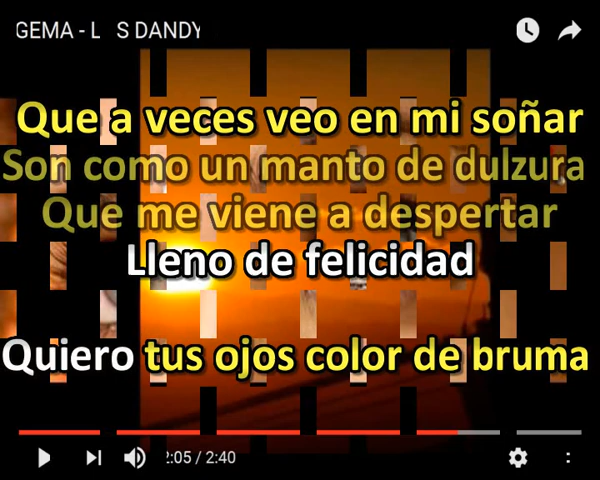 GEMA - L S DANDY
Que a veces veo en mi soñar
Son como un manto de dulzura
Que me viene a despertar
Lleno de felicidad
Quiero tus ojos color de bruma
2:05 / 2:40